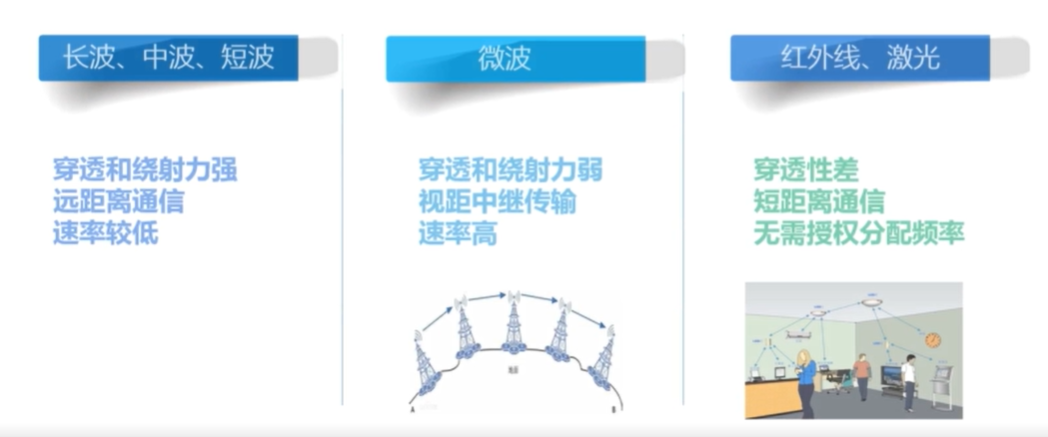 长波、中波、短波
穿透和绕射力强
远距离通信
速率较低
微波
穿透和绕射力弱
视距中继传输
速率高
A
B
红外线、激光
穿透性差
短距离通信
无需授权分配频率